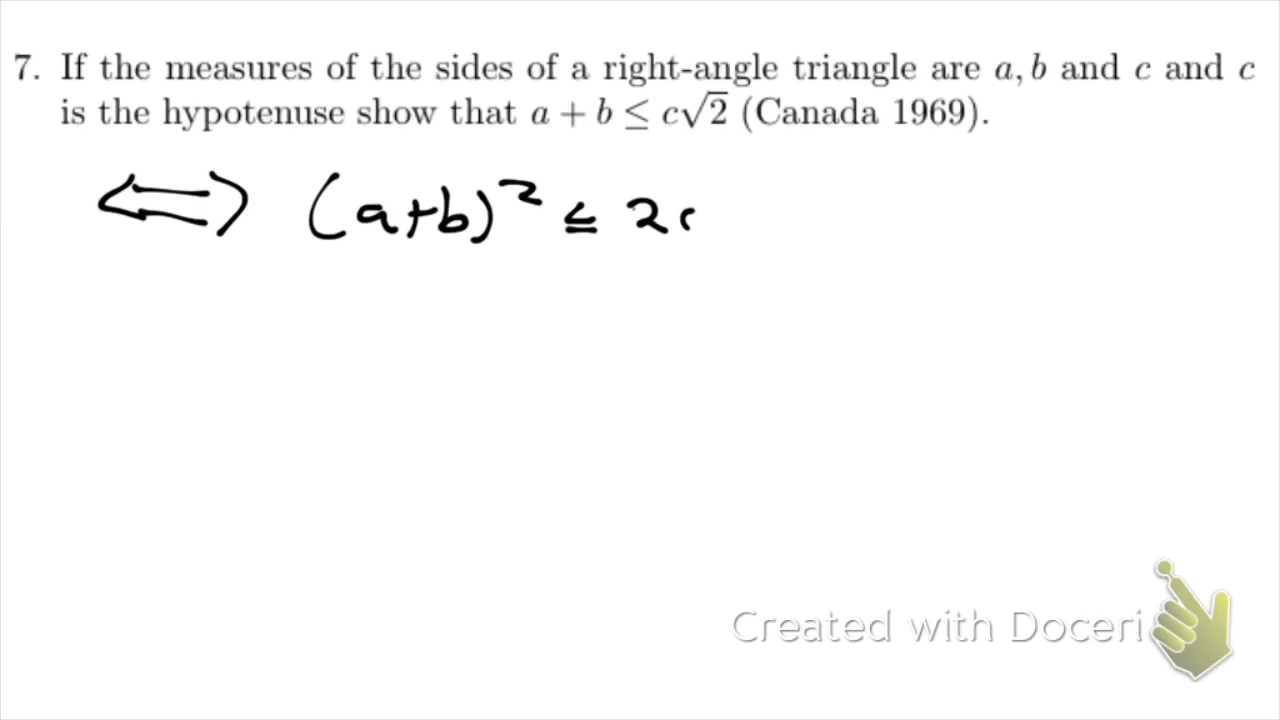 7. If the measures of the sides of a right-angle triangle are a, b and c and c
is the hypotenuse show that a + b ≤ c√2 (Canada 1969).
⟺ (a+b)² ≤ 2c
Created with Doceri